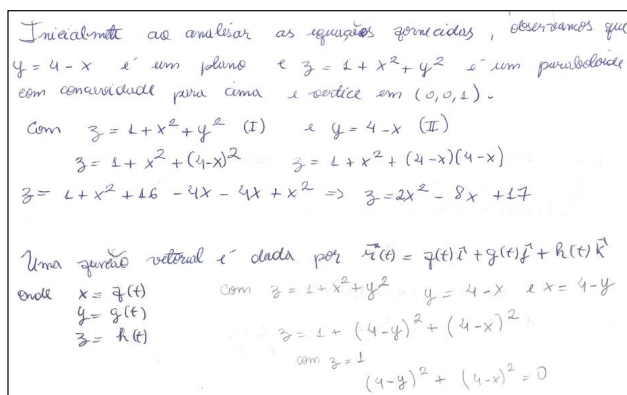 Inicialmente ao analisar as equações fornecidas, observamos que
y = 4 - x é um plano e z = 1 + x² + y² é um paraboloide
com concavidade para cima e vertice em (0,0,1).
Com z = 1 + x² + y² (I) e y = 4 - x (II)
z = 1 + x² + (4-x)² z = 1 + x² + (4-x)(4-x)
z = 1 + x² + 16 - 4x - 4x + x² => z = 2x² - 8x + 17
Uma função vetorial é dada por r⃗(t) = f(t)i⃗ + g(t)j⃗ + h(t)k⃗
onde x = f(t) com z = 1 + x² + y² y = 4 - x e x = 4 - y
y = g(t)
z = h(t) z = 1 + (4-y)² + (4-x)²
com z = 1
(4-y)² + (4-x)² = 0